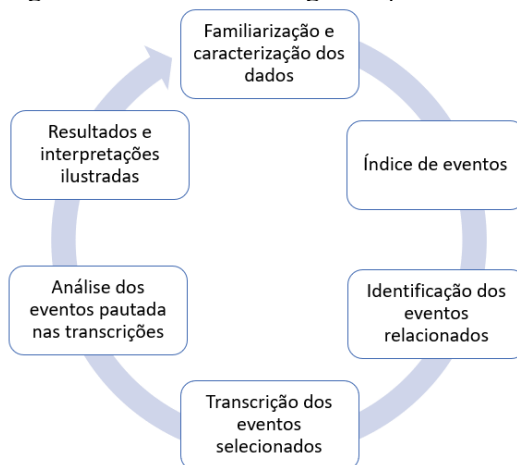 Familiarização e
caracterização dos
dados
Índice de eventos
Identificação dos
eventos
relacionados
Transcrição dos
eventos
selecionados
Análise dos
eventos pautada
nas transcrições
Resultados e
interpretações
ilustradas